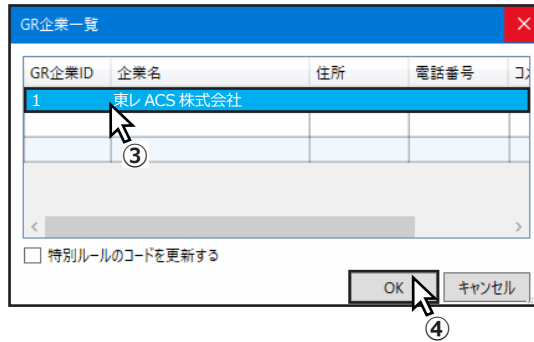 GR企業一覧
GR企業ID 企業名 住所 電話番号 コメ
1 東レ ACS 株式会社
③
特別ルールのコードを更新する
OK キャンセル
④